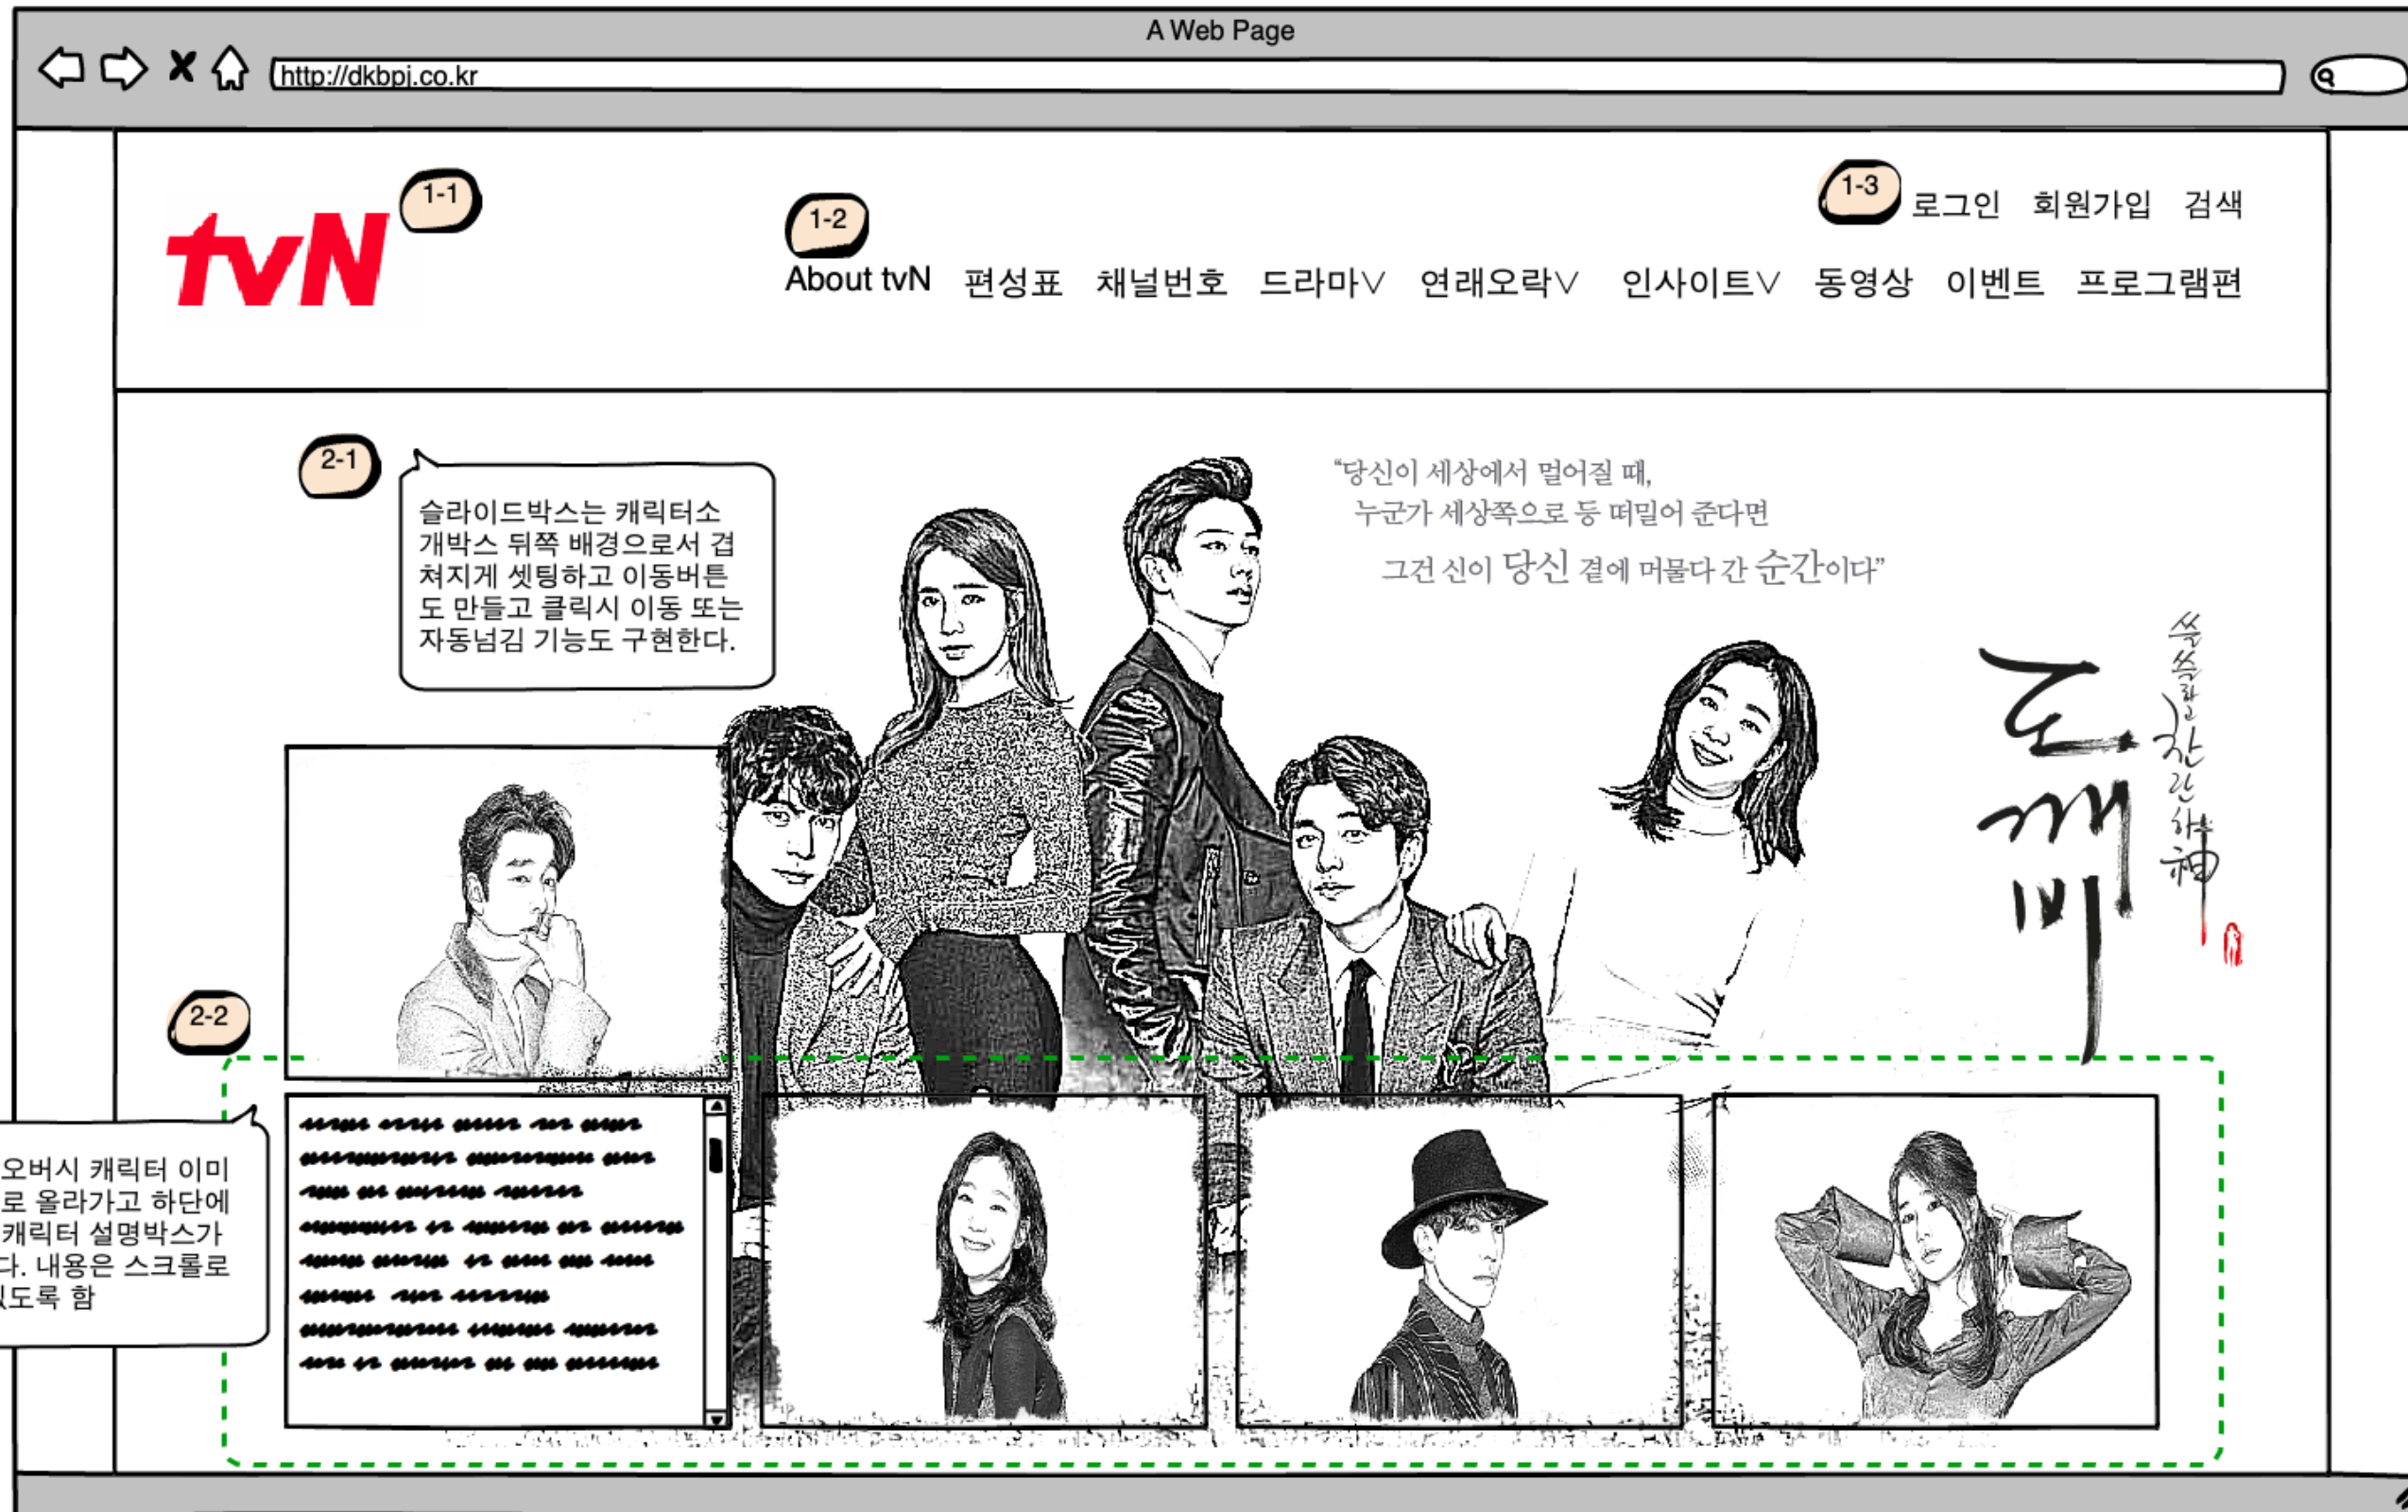 A Web Page
http://dkbpj.co.kr
1-1
1-2
1-3
로그인 회원가입 검색
tvN
About tvN 편성표 채널번호 드라마∨ 연래오락∨ 인사이트∨ 동영상 이벤트 프로그램편
2-1
슬라이드박스는 캐릭터소
개박스 뒤쪽 배경으로서 겹
쳐지게 셋팅하고 이동버튼
도 만들고 클릭시 이동 또는
자동넘김 기능도 구현한다.
“당신이 세상에서 멀어질 때,
누군가 세상쪽으로 등 떠밀어 준다면
그건 신이 당신 곁에 머물다 간 순간이다”
쓸쓸하고 찬란하神
도깨비
2-2
오버시 캐릭터 이미
로 올라가고 하단에
캐릭터 설명박스가
다. 내용은 스크롤로
있도록 함